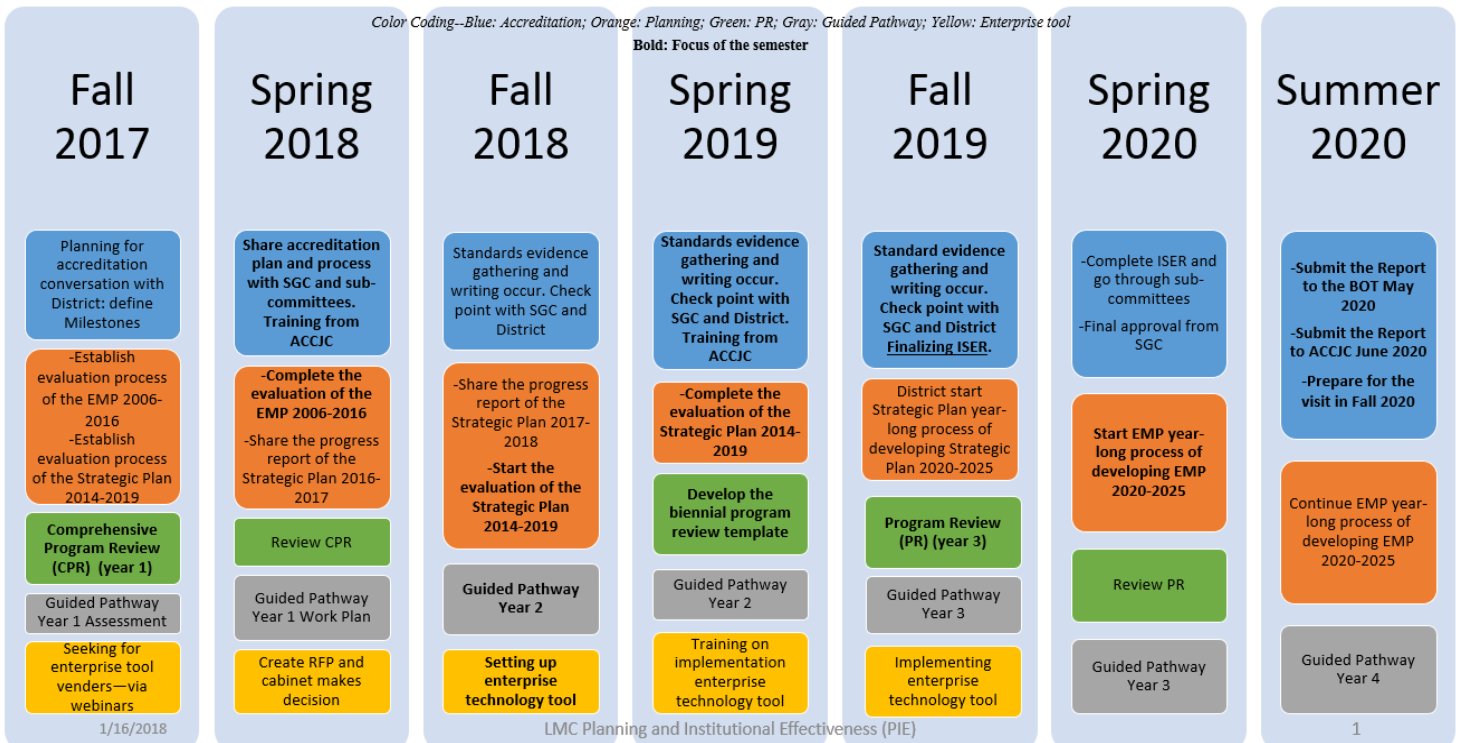 Color Coding--Blue: Accreditation; Orange: Planning; Green: PR; Gray: Guided Pathway; Yellow: Enterprise tool
Bold: Focus of the semester
Fall
2017
Planning for
accreditation
conversation with
District: define
Milestones
-Establish
evaluation process
of the EMP 2006-
2016
-Establish
evaluation process
of the Strategic Plan
2014-2019
Comprehensive
Program Review
(CPR) (year 1)
Guided Pathway
Year 1 Assessment
Seeking for
enterprise tool
venders—via
webinars
Spring
2018
Share accreditation
plan and process
with SGC and sub-
committees.
Training from
ACCJC
-Complete the
evaluation of the
EMP 2006-2016
-Share the progress
report of the
Strategic Plan 2016-
2017
Review CPR
Guided Pathway
Year 1 Work Plan
Create RFP and
cabinet makes
decision
Fall
2018
Standards evidence
gathering and
writing occur. Check
point with SGC and
District
-Share the progress
report of the
Strategic Plan 2017-
2018
-Start the
evaluation of the
Strategic Plan
2014-2019
Guided Pathway
Year 2
Setting up
enterprise
technology tool
Spring
2019
Standards evidence
gathering and
writing occur.
Check point with
SGC and District.
Training from
ACCJC
-Complete the
evaluation of the
Strategic Plan 2014-
2019
Develop the
biennial program
review template
Guided Pathway
Year 2
Training on
implementation
enterprise
technology tool
Fall
2019
Standard evidence
gathering and
writing occur.
Check point with
SGC and District
Finalizing ISER.
District start
Strategic Plan year-
long process of
developing Strategic
Plan 2020-2025
Program Review
(PR) (year 3)
Guided Pathway
Year 3
Implementing
enterprise
technology tool
Spring
2020
-Complete ISER and
go through sub-
committees
-Final approval from
SGC
Start EMP year-
long process of
developing EMP
2020-2025
Review PR
Guided Pathway
Year 3
Summer
2020
-Submit the Report
to the BOT May
2020
-Submit the Report
to ACCJC June 2020
-Prepare for the
visit in Fall 2020
Continue EMP year-
long process of
developing EMP
2020-2025
Guided Pathway
Year 4
1/16/2018
LMC Planning and Institutional Effectiveness (PIE)
1